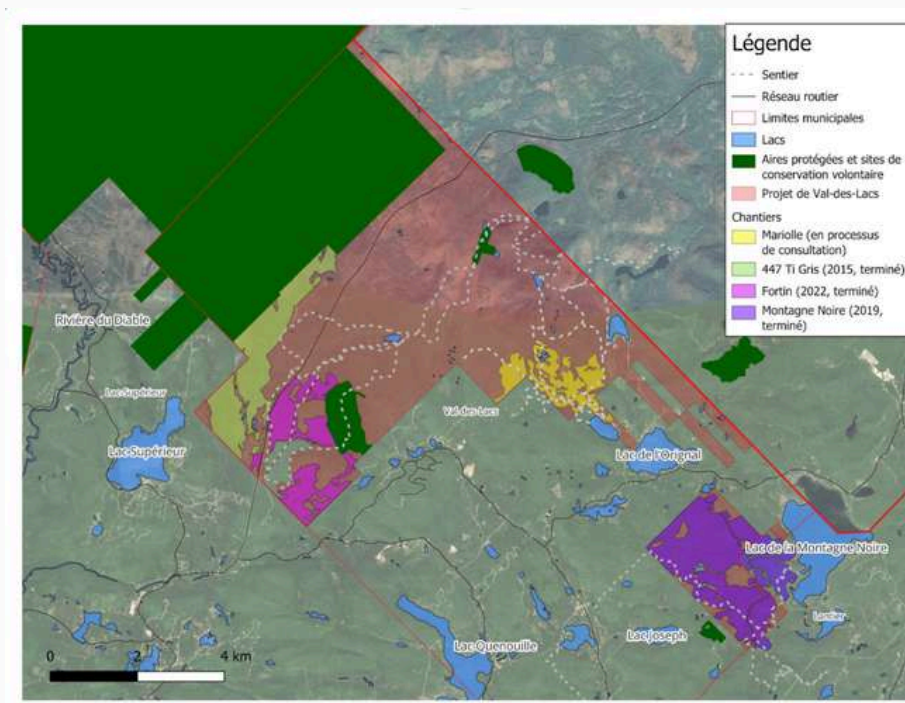 Légende
Sentier
Réseau routier
Limites municipales
Lacs
Aires protégées et sites de
conservation volontaire
Projet de Val-des-Lacs
Chantiers
Mariolle (en processus
de consultation)
447 Ti Gris (2015, terminé)
Fortin (2022, terminé)
Montagne Noire (2019,
terminé)
Rivière du Diable
Lac-Supérieur
Lac-Supérieur
Val-des-Lacs
Lac de l'Orignal
Lac de la Montagne Noire
Lantier
Lac Joseph
Lac Quenouille
0 2 4 km